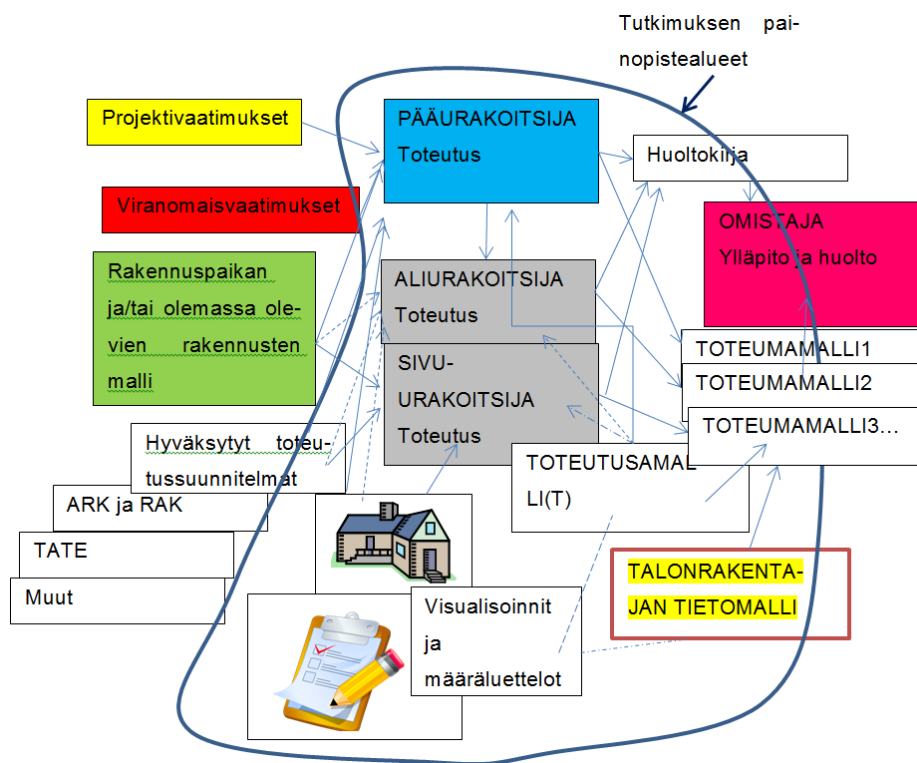 Tutkimuksen pai-
nopistealueet
Projektivaatimukset
PÄÄURAKOITSIJA
Toteutus
Huoltokirja
Viranomaisvaatimukset
OMISTAJA
Ylläpito ja huolto
Rakennuspaikan
ja/tai olemassa ole-
vien rakennusten
malli
ALIURAKOITSIJA
Toteutus
SIVU-
URAKOITSIJA
Toteutus
TOTEUMAMALLI1
TOTEUMAMALLI2
TOTEUMAMALLI3...
Hyväksytyt toteu-
tussuunnitelmat
TOTEUTUSAMAL-
LI(T)
ARK ja RAK
TATE
Muut
TALONRAKENTA-
JAN TIETOMALLI
Visualisoinnit
ja
määräluettelot